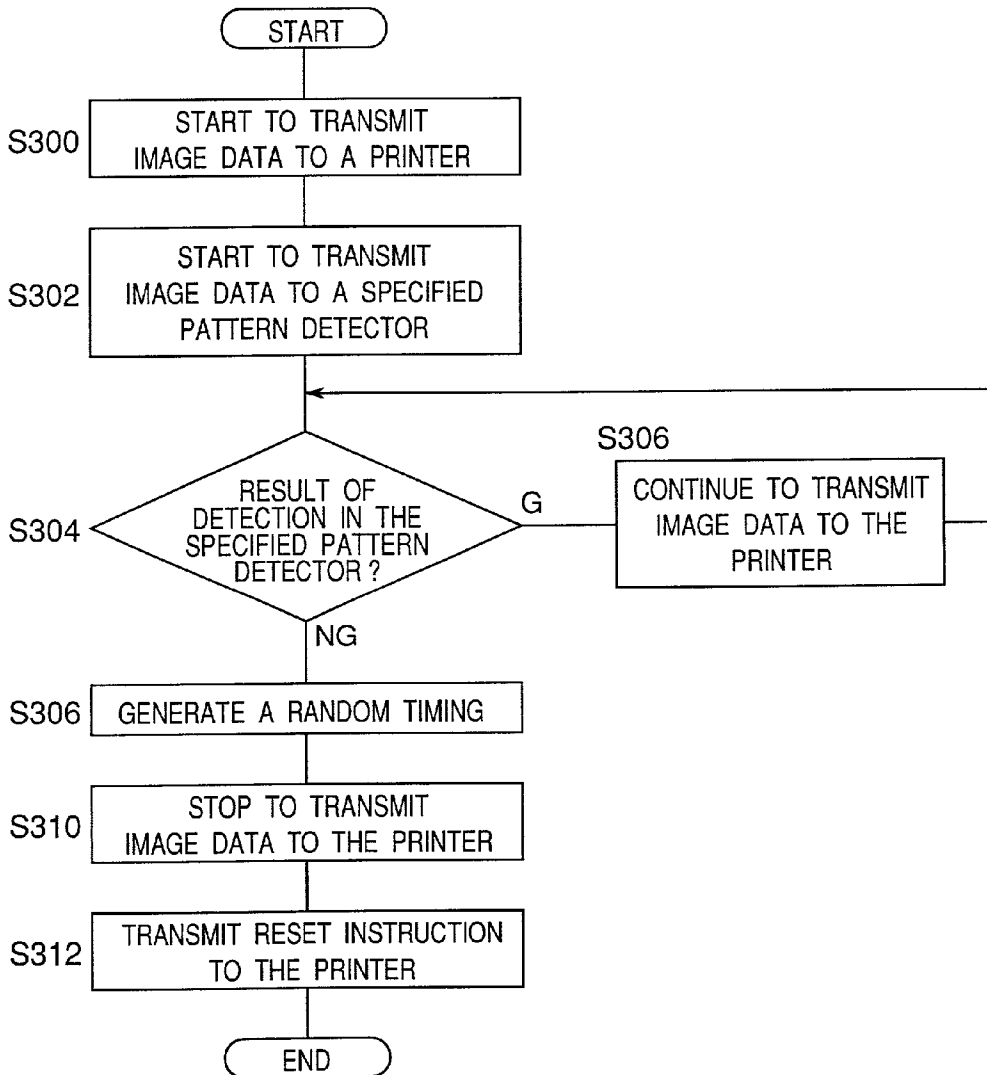 START
S300
START TO TRANSMIT
IMAGE DATA TO A PRINTER
S302
START TO TRANSMIT
IMAGE DATA TO A SPECIFIED
PATTERN DETECTOR
S304
RESULT OF
DETECTION IN THE
SPECIFIED PATTERN
DETECTOR ?
G
S306
CONTINUE TO TRANSMIT
IMAGE DATA TO THE
PRINTER
NG
S306
GENERATE A RANDOM TIMING
S310
STOP TO TRANSMIT
IMAGE DATA TO THE PRINTER
S312
TRANSMIT RESET INSTRUCTION
TO THE PRINTER
END